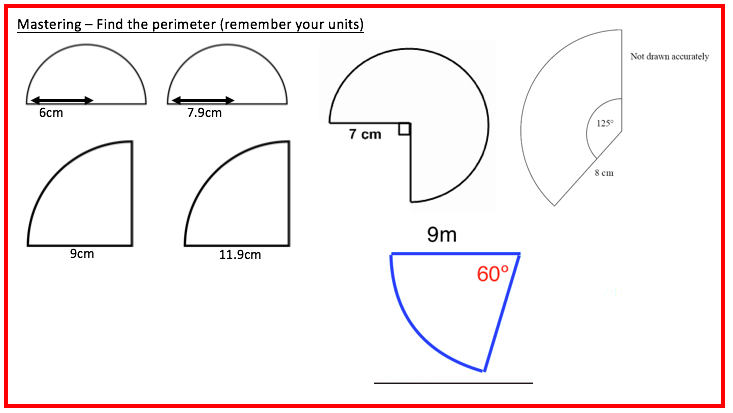 Mastering – Find the perimeter (remember your units)
6cm
7.9cm
7 cm
Not drawn accurately
125°
8 cm
9cm
11.9cm
9m
60°